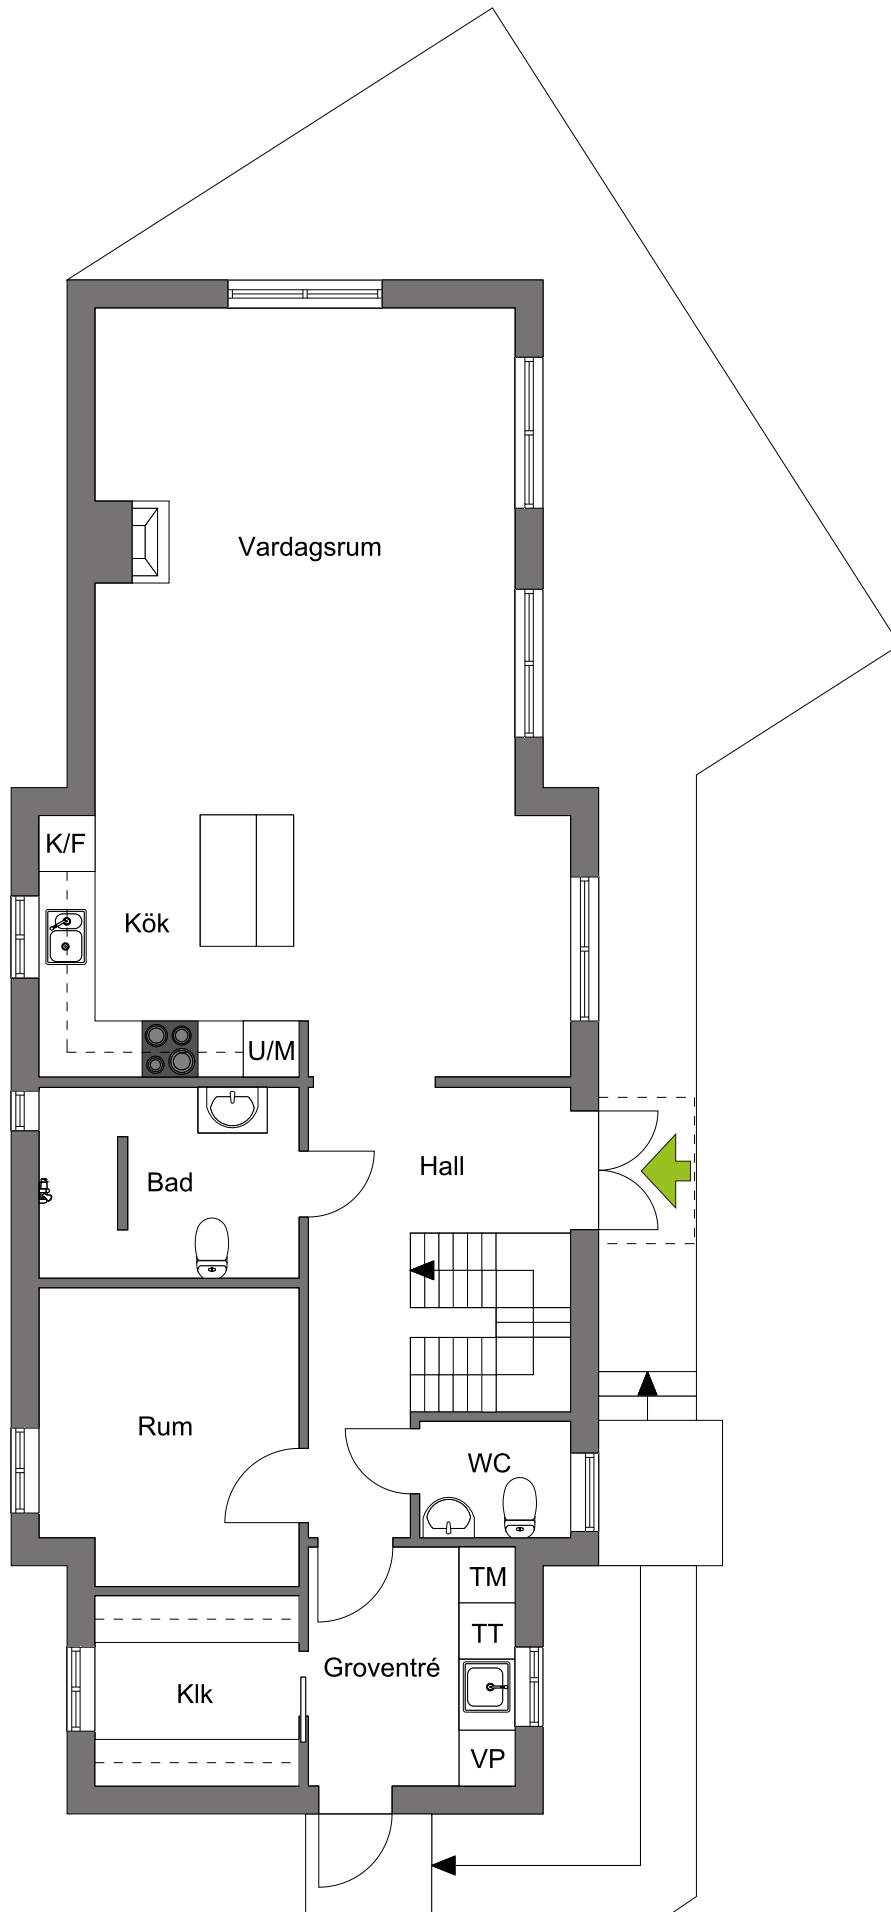 Vardagsrum
K/F
Kök
U/M
Hall
Bad
Rum
WC
TM
TT
Groventré
Klk
VP